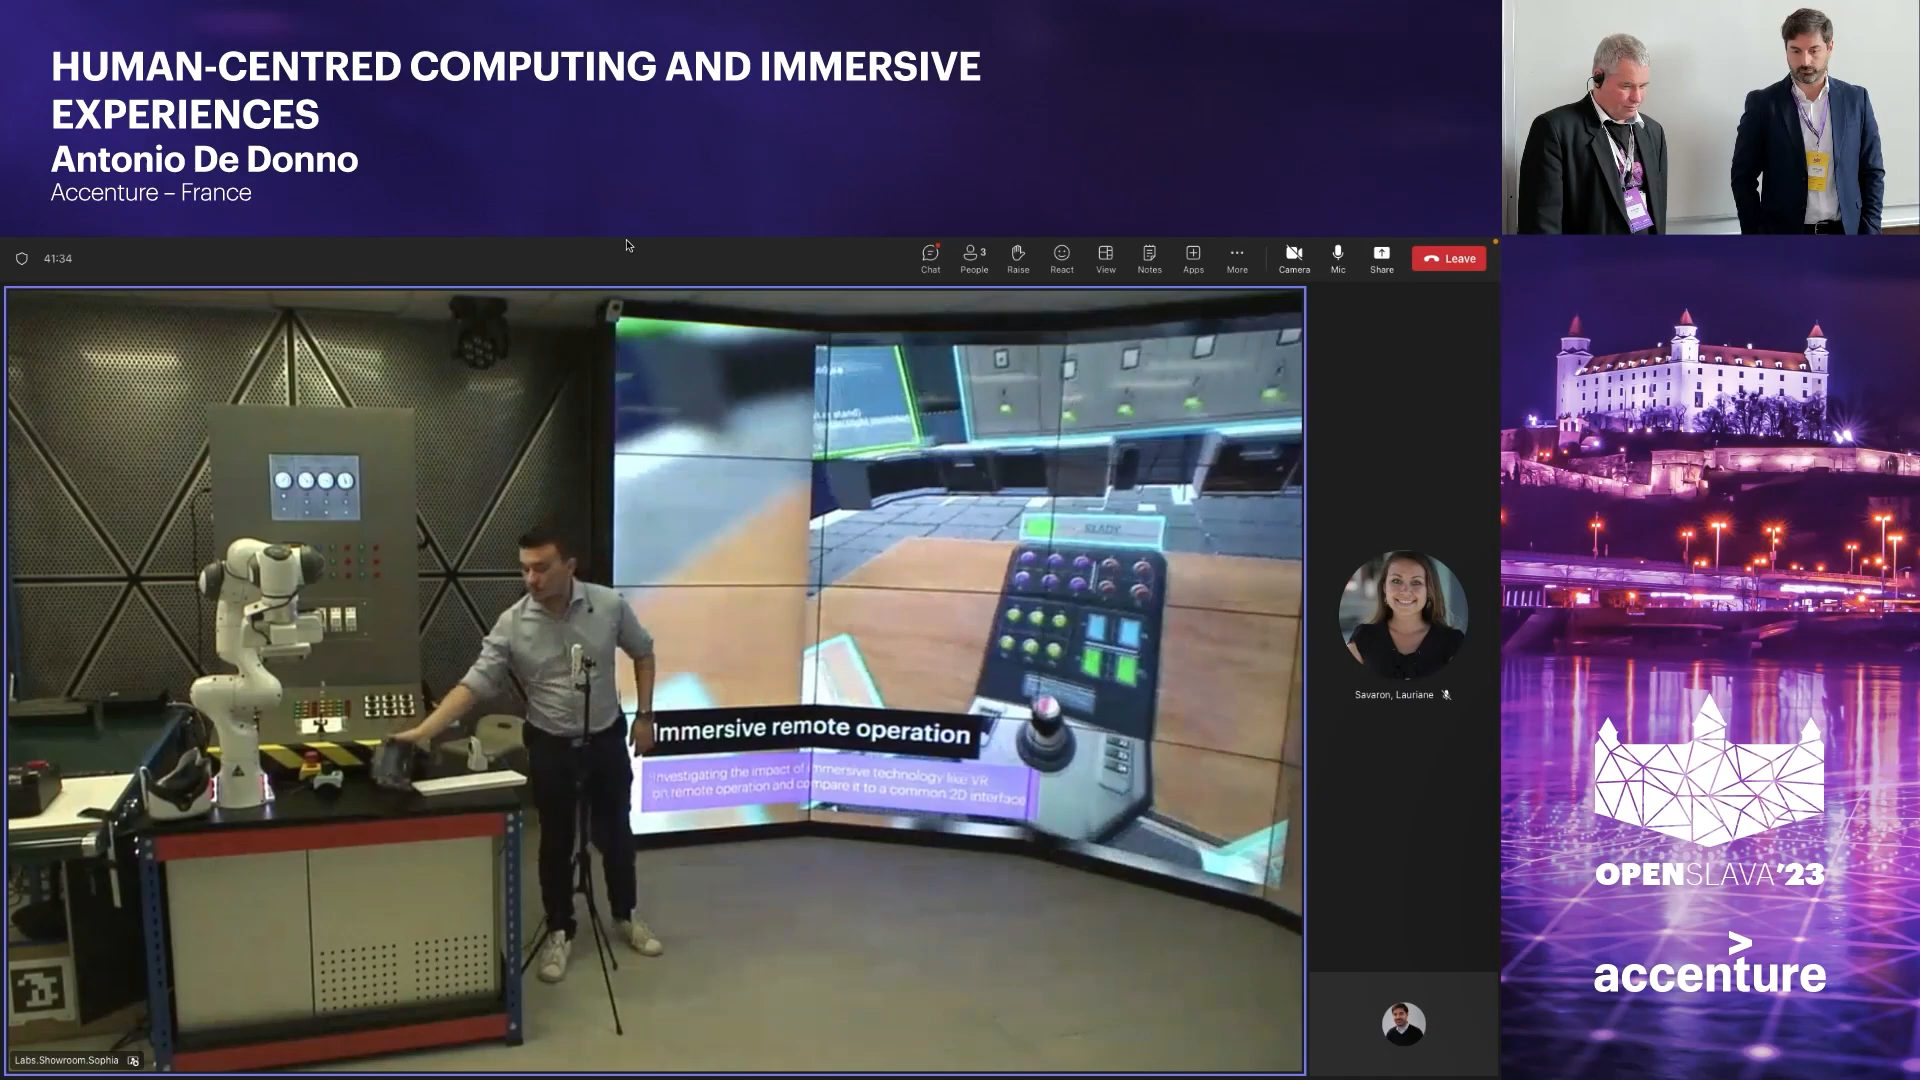 HUMAN-CENTRED COMPUTING AND IMMERSIVE
EXPERIENCES
Antonio De Donno
Accenture – France
41:34
Chat
3
People
Raise
React
View
Notes
Apps
More
Camera
Mic
Share
Leave
READY
Immersive remote operation
Investigating the impact of immersive technology like VR
on remote operation and compare it to a common 2D interface
Savaron, Lauriane
Labs.Showroom.Sophia
OPENSLAVA'23
accenture